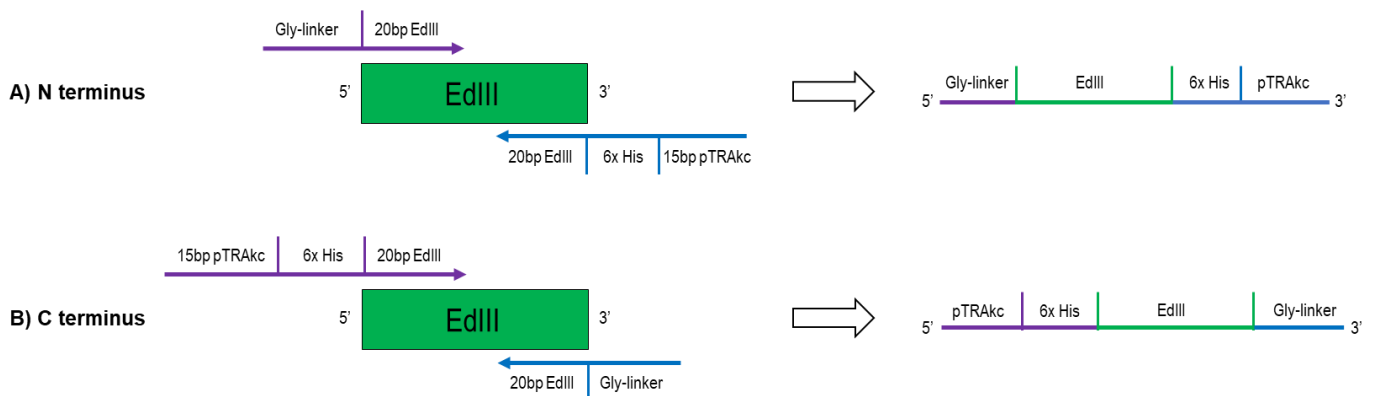 Gly-linker 20bp EdIII
A) N terminus 5’ EdIII 3’
20bp EdIII 6x His 15bp pTRAkc
Gly-linker EdIII 6x His pTRAkc
5’ 3’
15bp pTRAkc 6x His 20bp EdIII
B) C terminus 5’ EdIII 3’
20bp EdIII Gly-linker
pTRAkc 6x His EdIII Gly-linker
5’ 3’